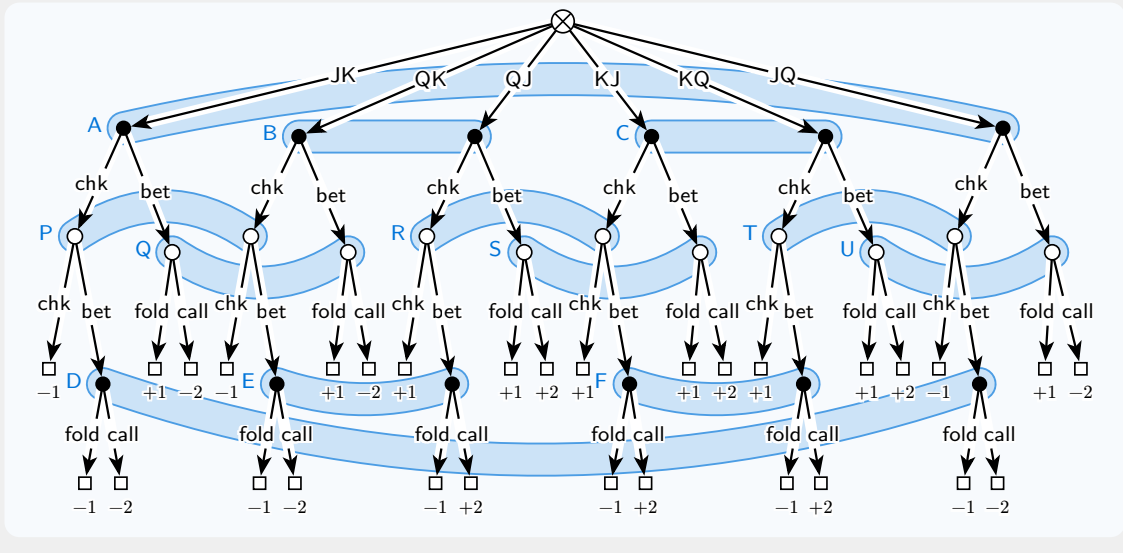 JK QK QJ KJ KQ JQ
A B C
chk bet chk bet chk bet chk bet chk bet chk bet
P Q R S T U
chk bet fold call chk bet fold call chk bet fold call chk bet fold call chk bet fold call chk bet fold call
D E F
−1 +1 −2 −1 +1 −2 +1 +1 +2 +1 +1 +2 +1 +1 +2 −1 +1 −2
fold call fold call fold call fold call fold call fold call
−1 −2 −1 −2 −1 +2 −1 +2 −1 +2 −1 −2